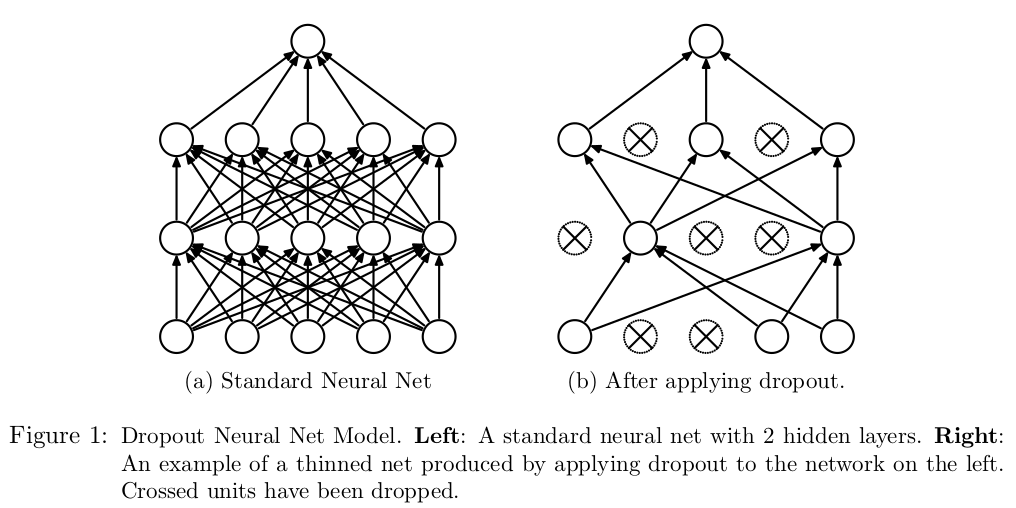 (a) Standard Neural Net
(b) After applying dropout.
Figure 1: Dropout Neural Net Model. Left: A standard neural net with 2 hidden layers. Right:
An example of a thinned net produced by applying dropout to the network on the left.
Crossed units have been dropped.